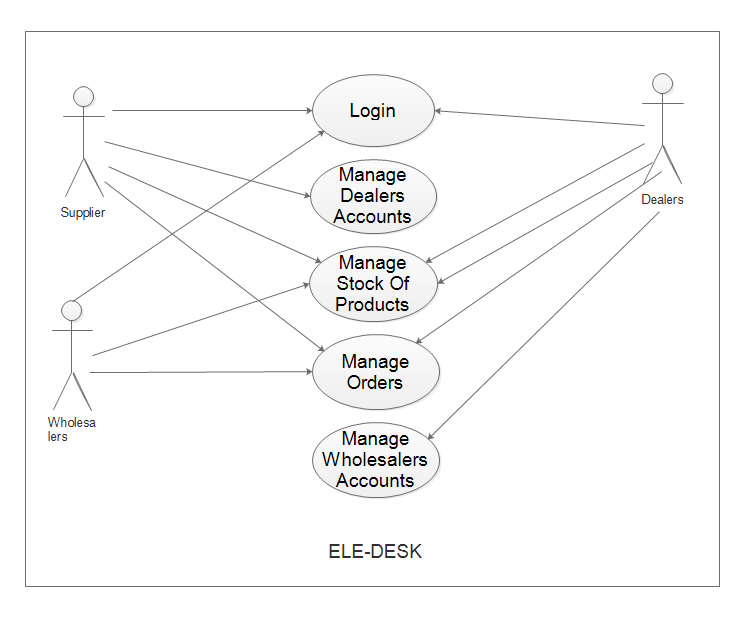 Login
Manage
Dealers
Accounts
Supplier
Dealers
Manage
Stock Of
Products
Manage
Orders
Wholesa
lers
Manage
Wholesalers
Accounts
ELE-DESK